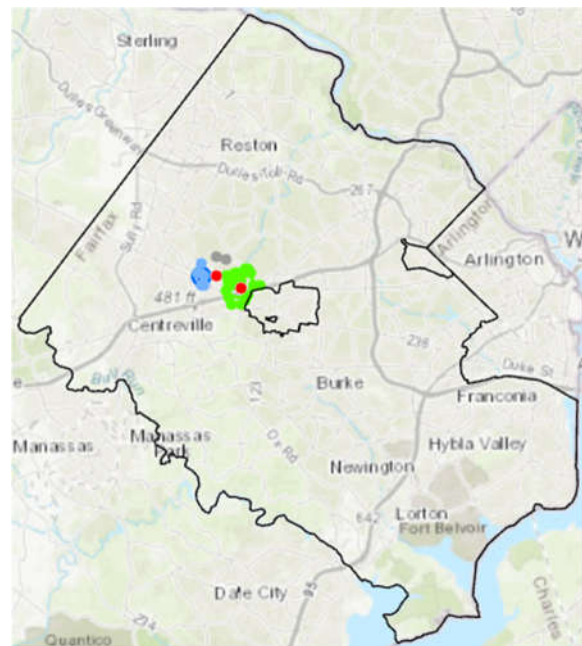 Sterling
Dulles Greenway
Reston
Dulles Toll Rd
267
Sully Rd
Fairfax
Arlington
W
Arlington
481 ft
Centreville
236
Duke St
e
Bull Run
123
Burke
Franconia
Manassas
Manassas
Park
Ox Rd
Hybla Valley
Newington
642
Lorton
Fort Belvoir
Dale City
95
234
Quantico
Charles